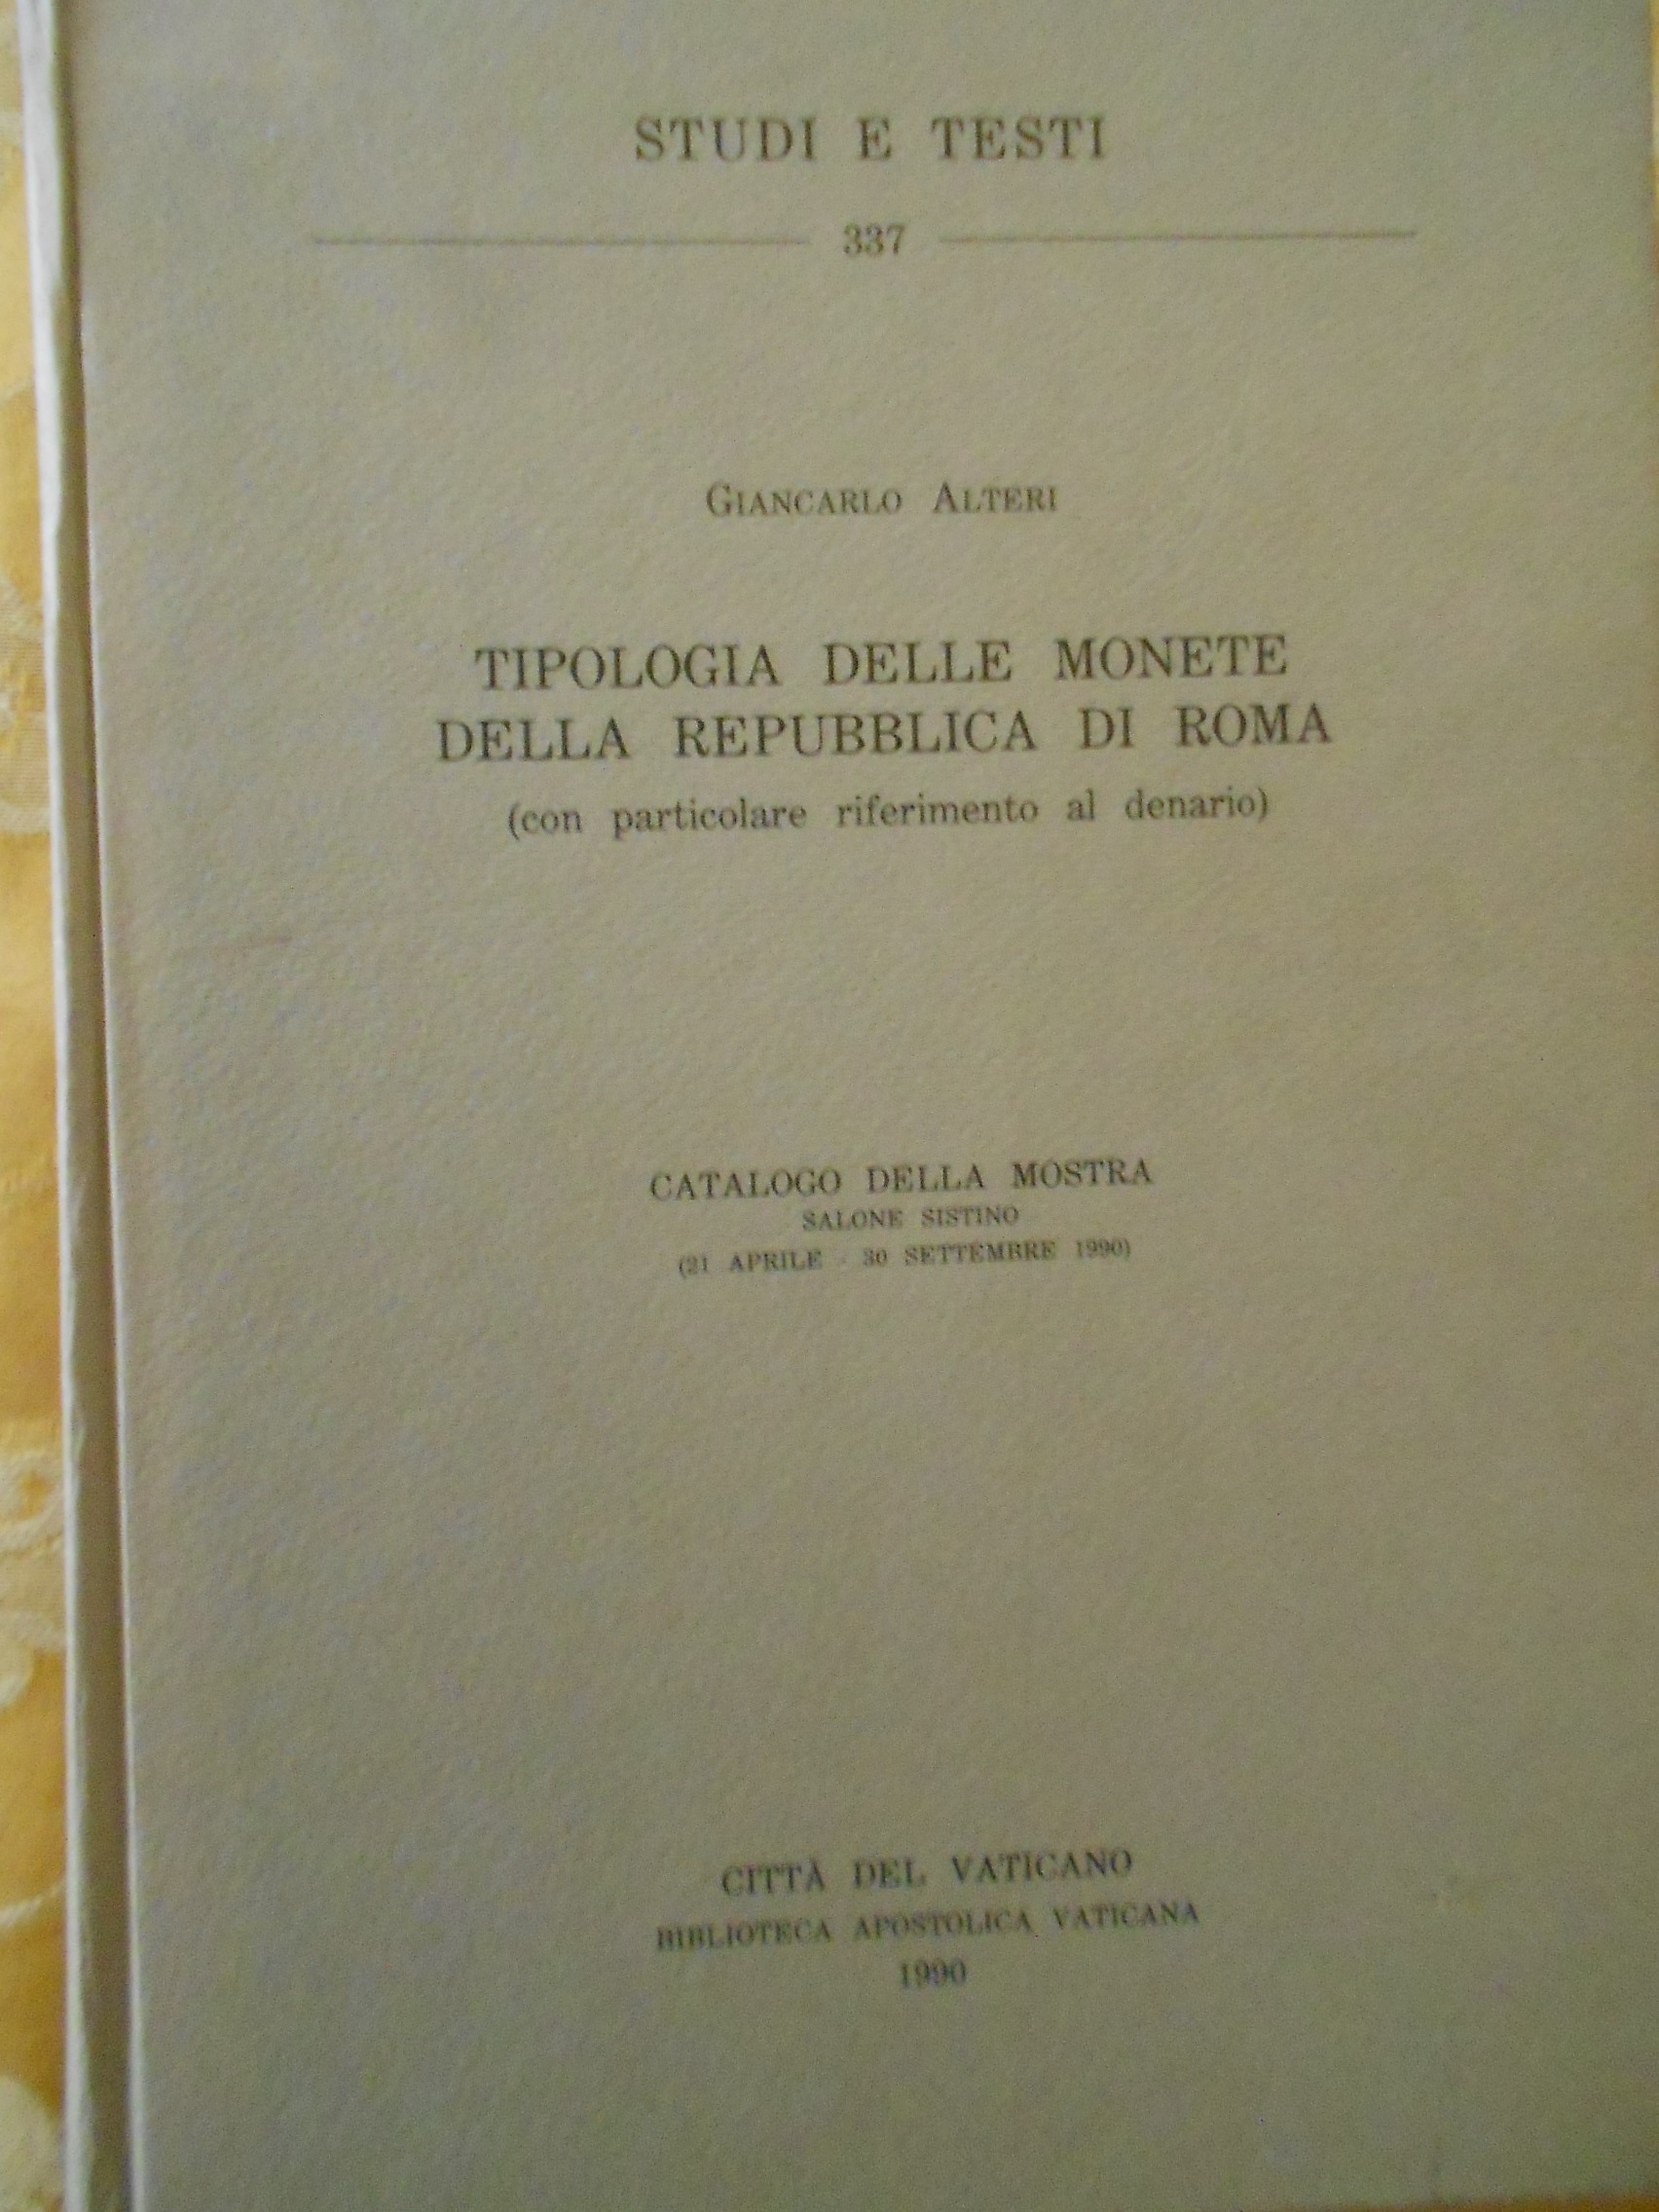 STUDI E TESTI
337
GIANCARLO ALTERI
TIPOLOGIA DELLE MONETE
DELLA REPUBBLICA DI ROMA
(con particolare riferimento al denario)
CATALOGO DELLA MOSTRA
SALONE SISTINO
(21 APRILE - 30 SETTEMBRE 1990)
CITTÀ DEL VATICANO
BIBLIOTECA APOSTOLICA VATICANA
1990